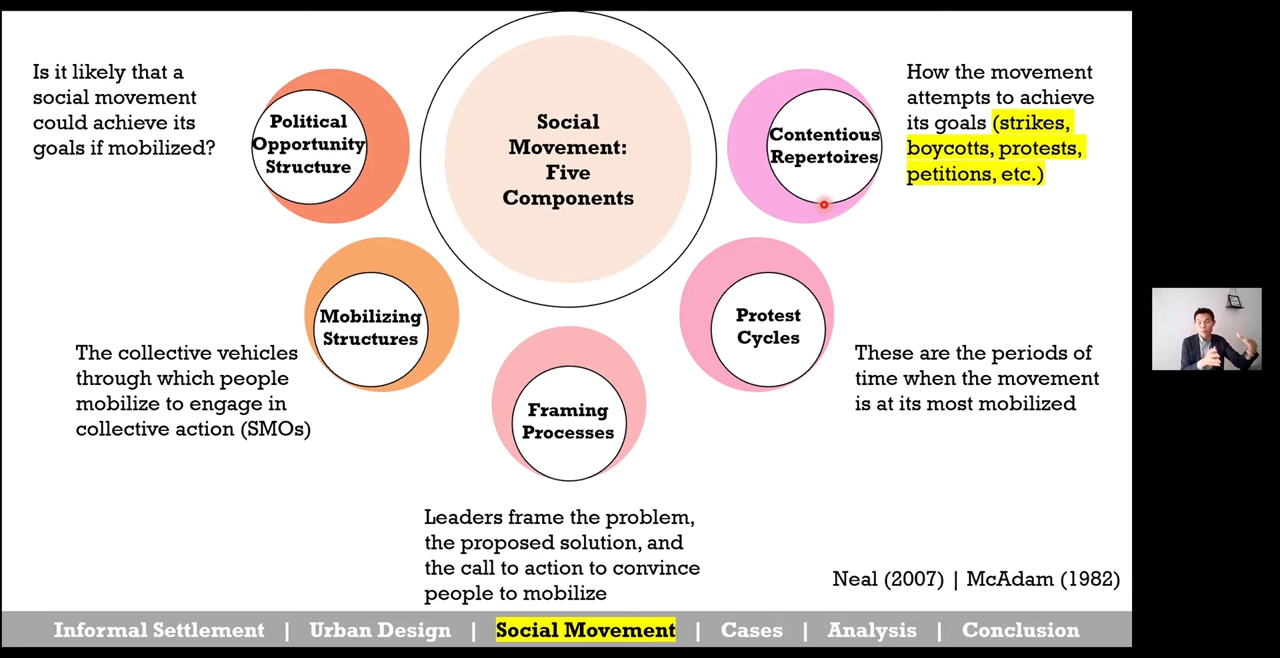 Social
Movement:
Five
Components
Is it likely that a
social movement
could achieve its
goals if mobilized?
Political
Opportunity
Structure
The collective vehicles
through which people
mobilize to engage in
collective action (SMOs)
Mobilizing
Structures
Framing
Processes
Leaders frame the problem,
the proposed solution, and
the call to action to convince
people to mobilize
Protest
Cycles
These are the periods of
time when the movement
is at its most mobilized
Contentious
Repertoires
How the movement
attempts to achieve
its goals (strikes,
boycotts, protests,
petitions, etc.)
Neal (2007) | McAdam (1982)
Informal Settlement | Urban Design | Social Movement | Cases | Analysis | Conclusion